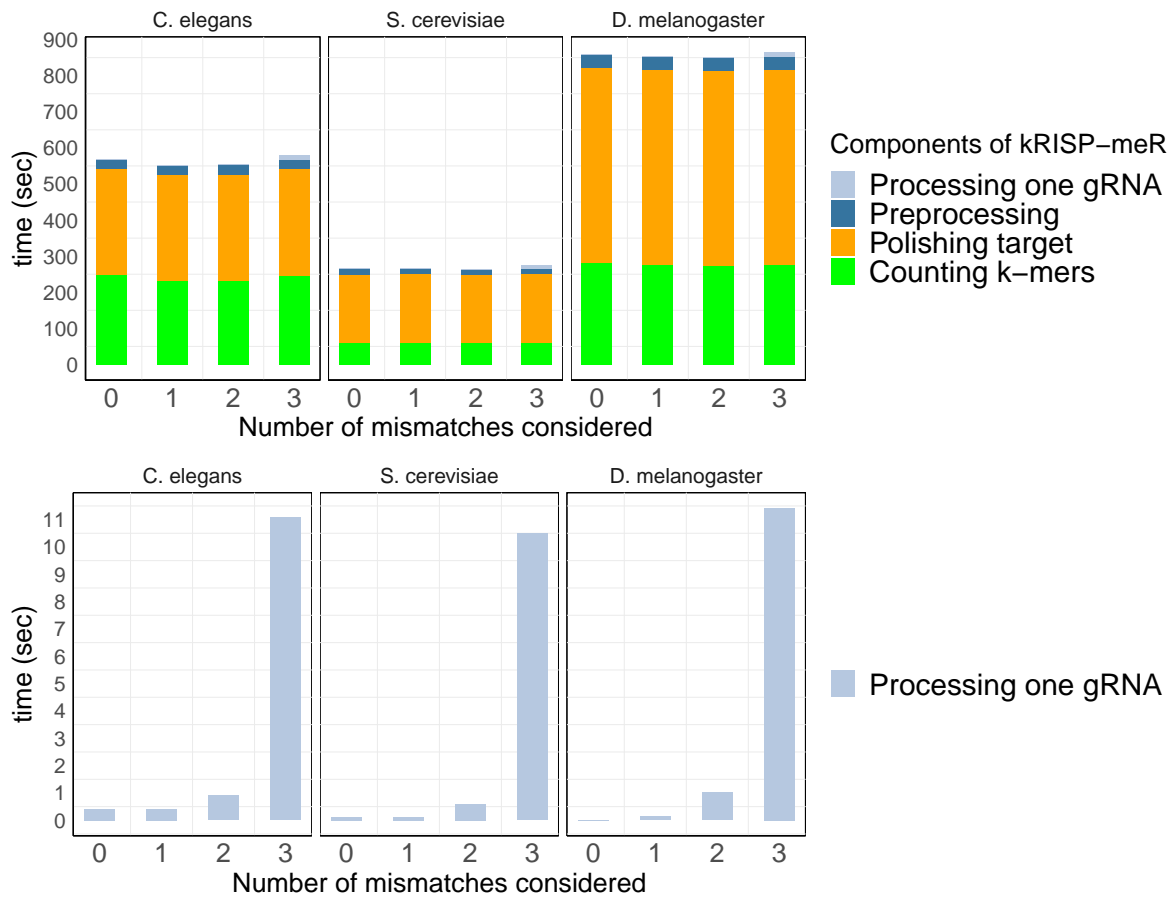 C. elegans S. cerevisiae D. melanogaster
900
800
700
600
500
400
300
200
100
0
time (sec)
0 1 2 3 0 1 2 3 0 1 2 3
Number of mismatches considered
Components of kRISP−meR
Processing one gRNA
Preprocessing
Polishing target
Counting k−mers
C. elegans S. cerevisiae D. melanogaster
11
10
9
8
7
6
5
4
3
2
1
0
time (sec)
0 1 2 3 0 1 2 3 0 1 2 3
Number of mismatches considered
Processing one gRNA